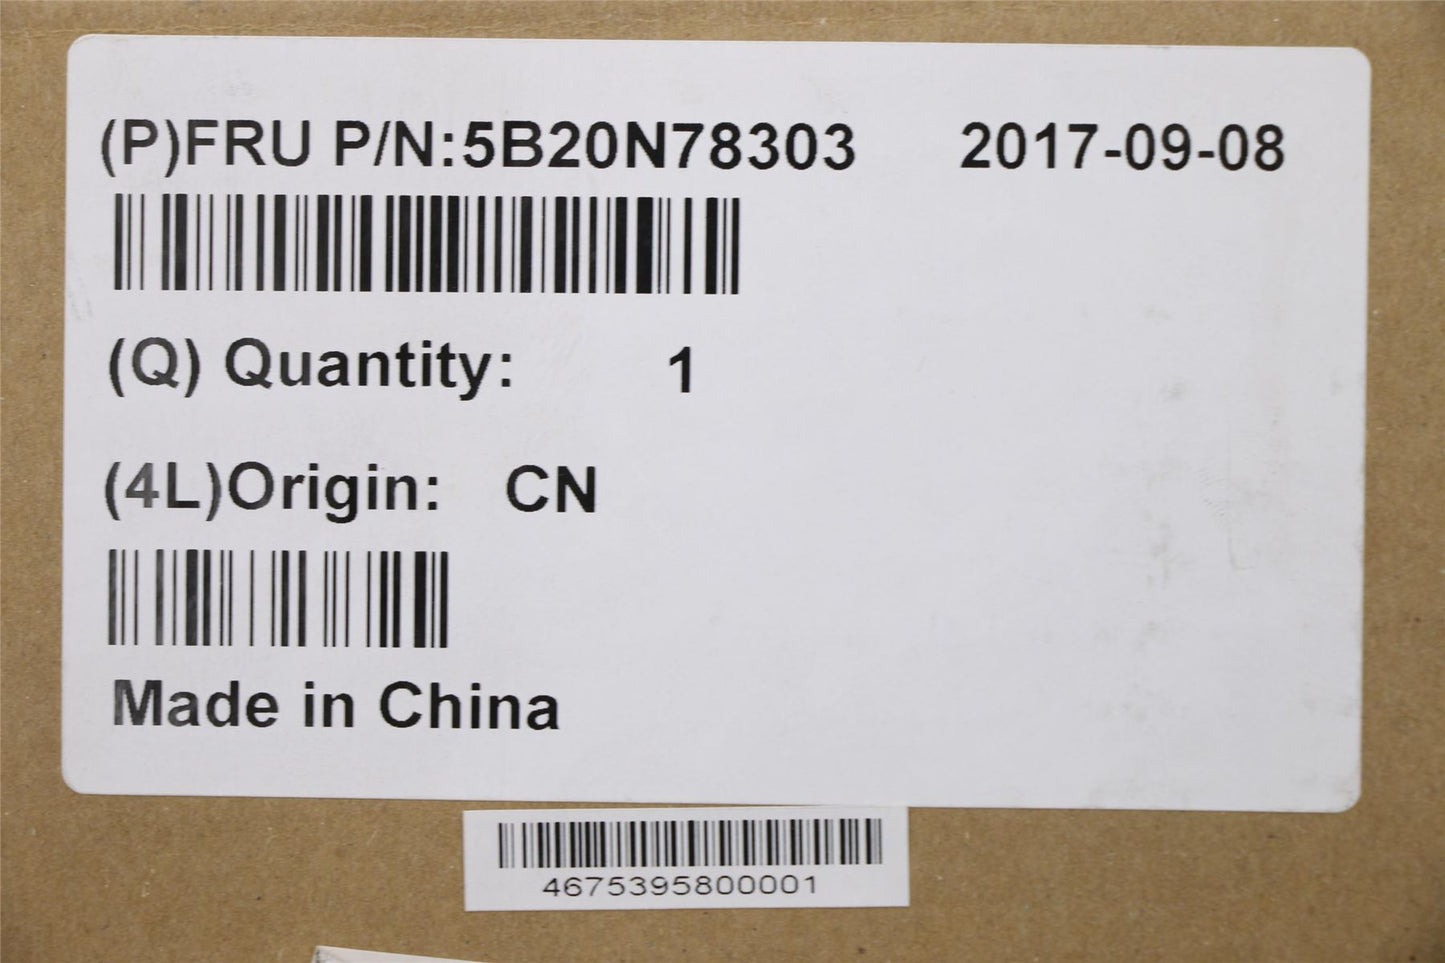 (P)FRU P/N:5B20N78303 2017-09-08
(Q) Quantity: 1
(4L)Origin: CN
Made in China
4675395800001